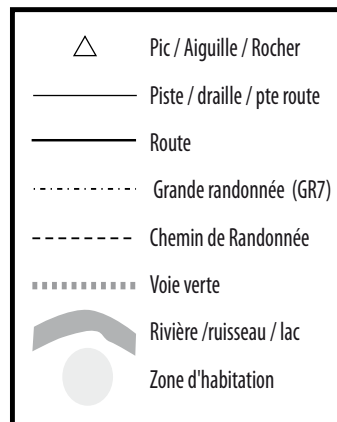 Pic / Aiguille / Rocher
Piste / draille / pte route
Route
Grande randonnée (GR7)
Chemin de Randonnée
Voie verte
Rivière /ruisseau / lac
Zone d'habitation